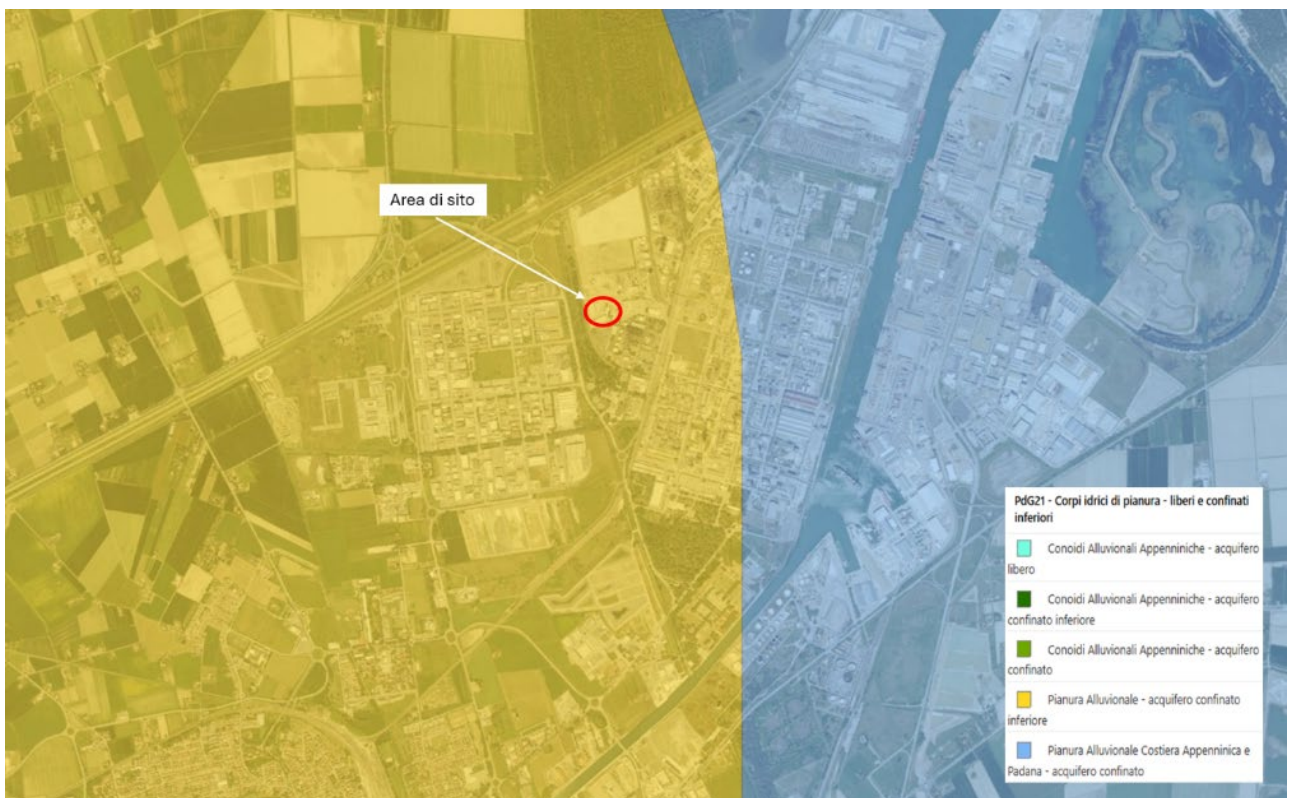 Area di sito
PdG21 - Corpi idrici di pianura - liberi e confinati
inferiori
Conoidi Alluvionali Appenniniche - acquifero
libero
Conoidi Alluvionali Appenniniche - acquifero
confinato inferiore
Conoidi Alluvionali Appenniniche - acquifero
confinato
Pianura Alluvionale - acquifero confinato
inferiore
Pianura Alluvionale Costiera Appenninica e
Padana - acquifero confinato